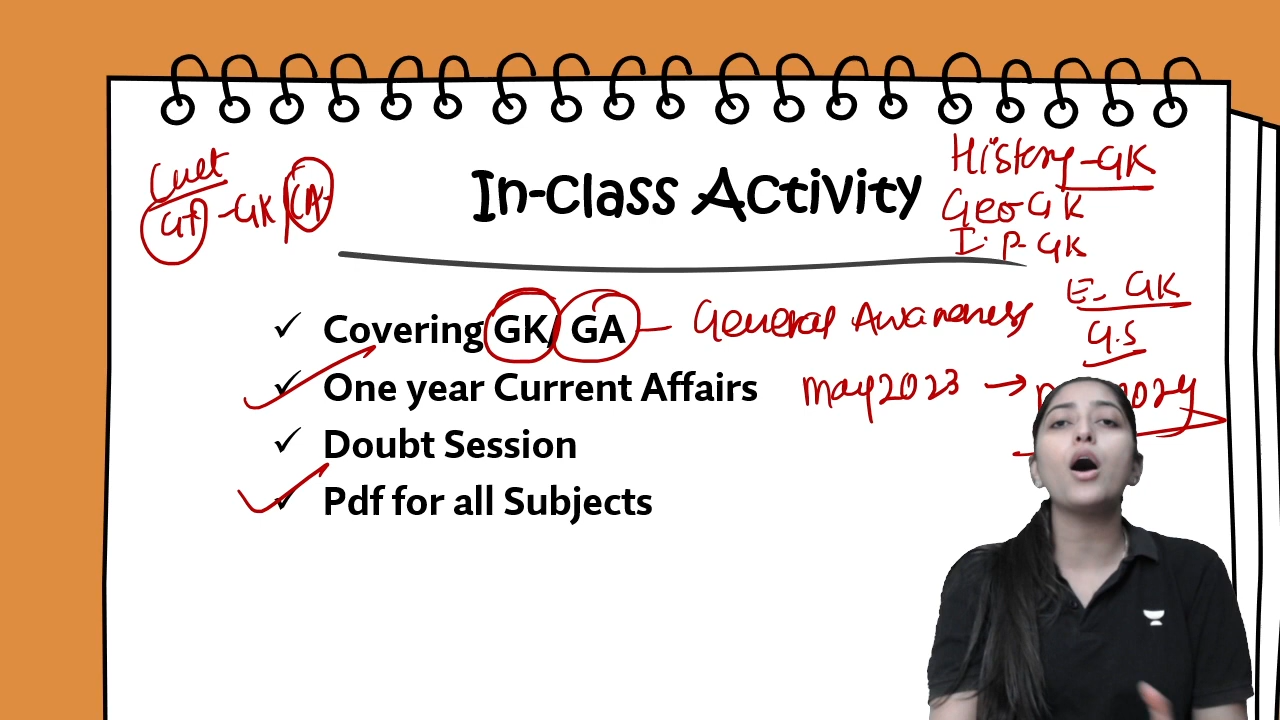 Cuet
GT - GK / CA
In-class Activity
History - GK
Geo GK
I. P. GK
E - GK
G.S
✓ Covering GK/ GA — General Awareness
✓ One year Current Affairs may 2023 →
✓ Doubt Session
✓ Pdf for all Subjects